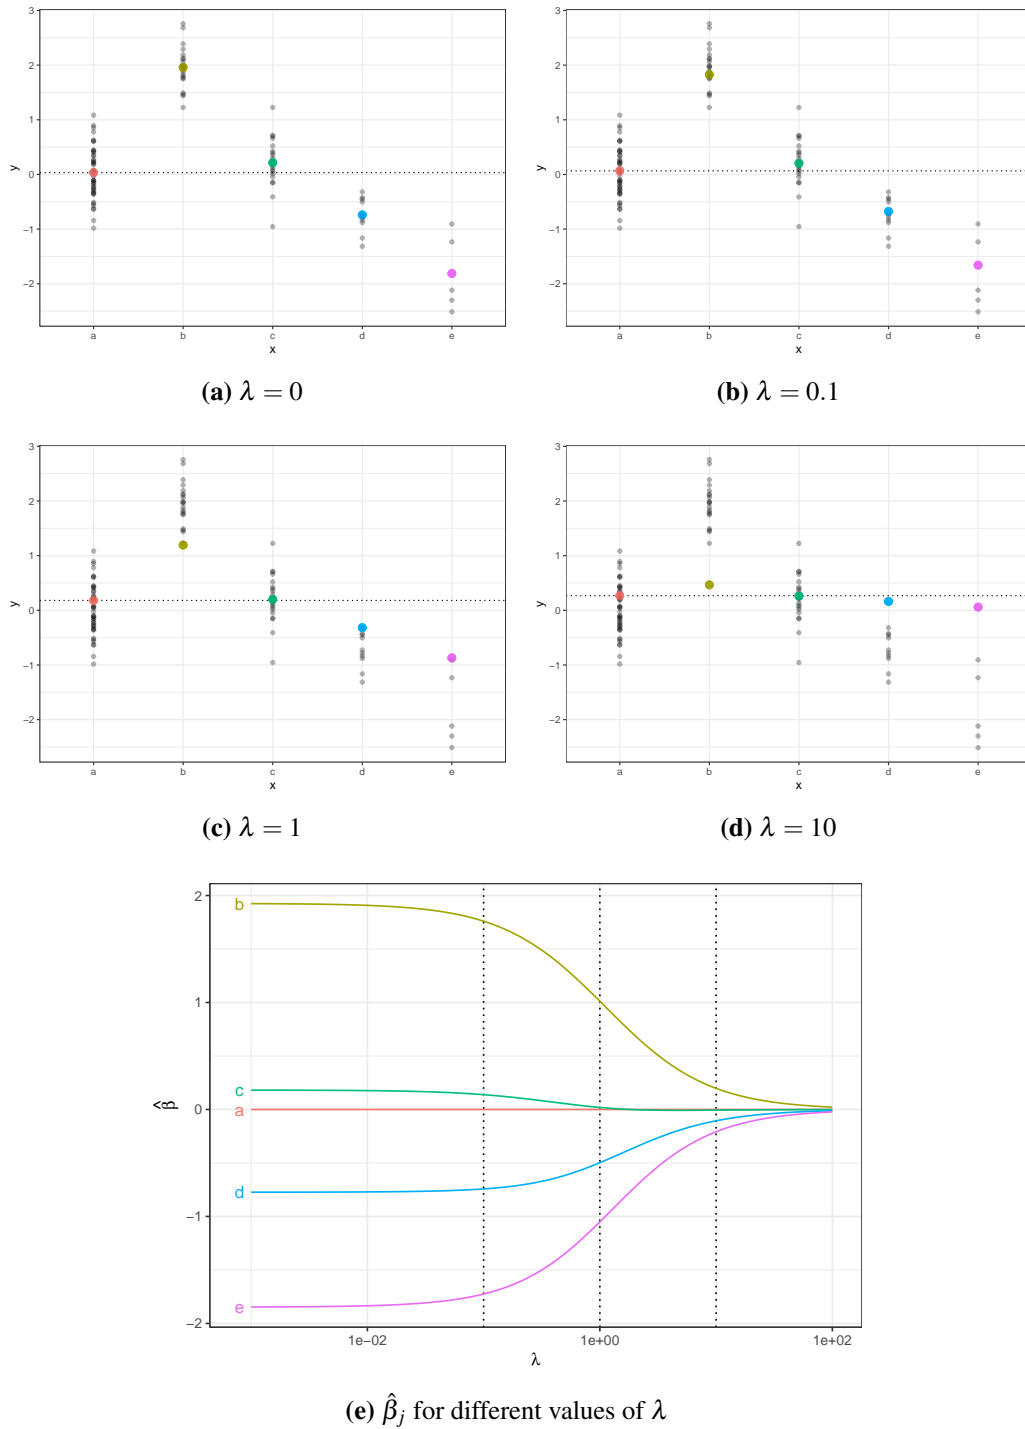 3
2
1
0
−1
−2
y
a b c d e
x
(a) λ = 0
3
2
1
0
−1
−2
y
a b c d e
x
(b) λ = 0.1
3
2
1
0
−1
−2
y
a b c d e
x
(c) λ = 1
3
2
1
0
−1
−2
y
a b c d e
x
(d) λ = 10
2
1
0
−1
−2
β̂
b
c
a
d
e
1e−02 1e+00 1e+02
λ
(e) β̂j for different values of λ